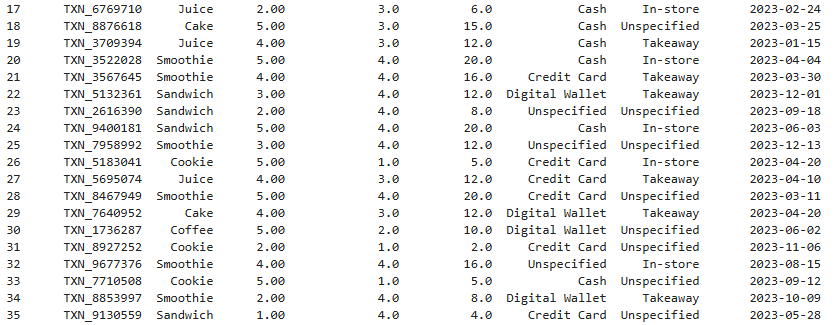 17 TXN_6769710 Juice 2.00 3.0 6.0 Cash In-store 2023-02-24
18 TXN_8876618 Cake 5.00 3.0 15.0 Cash Unspecified 2023-03-25
19 TXN_3709394 Juice 4.00 3.0 12.0 Cash Takeaway 2023-01-15
20 TXN_3522028 Smoothie 5.00 4.0 20.0 Cash In-store 2023-04-04
21 TXN_3567645 Smoothie 4.00 4.0 16.0 Credit Card Takeaway 2023-03-30
22 TXN_5132361 Sandwich 3.00 4.0 12.0 Digital Wallet Takeaway 2023-12-01
23 TXN_2616390 Sandwich 2.00 4.0 8.0 Unspecified Unspecified 2023-09-18
24 TXN_9400181 Sandwich 5.00 4.0 20.0 Cash In-store 2023-06-03
25 TXN_7958992 Smoothie 3.00 4.0 12.0 Unspecified Unspecified 2023-12-13
26 TXN_5183041 Cookie 5.00 1.0 5.0 Credit Card In-store 2023-04-20
27 TXN_5695074 Juice 4.00 3.0 12.0 Credit Card Takeaway 2023-04-10
28 TXN_8467949 Smoothie 5.00 4.0 20.0 Credit Card Unspecified 2023-03-11
29 TXN_7640952 Cake 4.00 3.0 12.0 Digital Wallet Takeaway 2023-04-20
30 TXN_1736287 Coffee 5.00 2.0 10.0 Digital Wallet Unspecified 2023-06-02
31 TXN_8927252 Cookie 2.00 1.0 2.0 Credit Card Unspecified 2023-11-06
32 TXN_9677376 Smoothie 4.00 4.0 16.0 Unspecified In-store 2023-08-15
33 TXN_7710508 Cookie 5.00 1.0 5.0 Cash Unspecified 2023-09-12
34 TXN_8853997 Smoothie 2.00 4.0 8.0 Digital Wallet Takeaway 2023-10-09
35 TXN_9130559 Sandwich 1.00 4.0 4.0 Credit Card Unspecified 2023-05-28